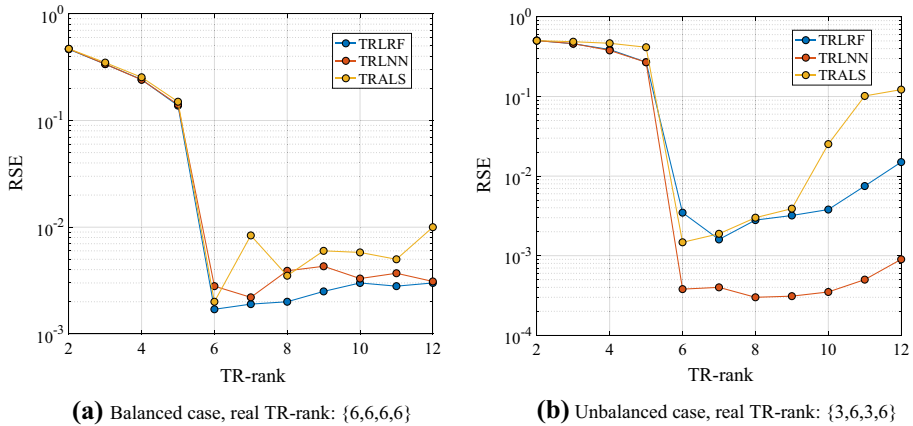 10^0
10^-1
10^-2
10^-3
RSE
TRLRF
TRLNN
TRALS
2 4 6 8 10 12
TR-rank
(a) Balanced case, real TR-rank: {6,6,6,6}
10^0
10^-1
10^-2
10^-3
10^-4
RSE
TRLRF
TRLNN
TRALS
2 4 6 8 10 12
TR-rank
(b) Unbalanced case, real TR-rank: {3,6,3,6}